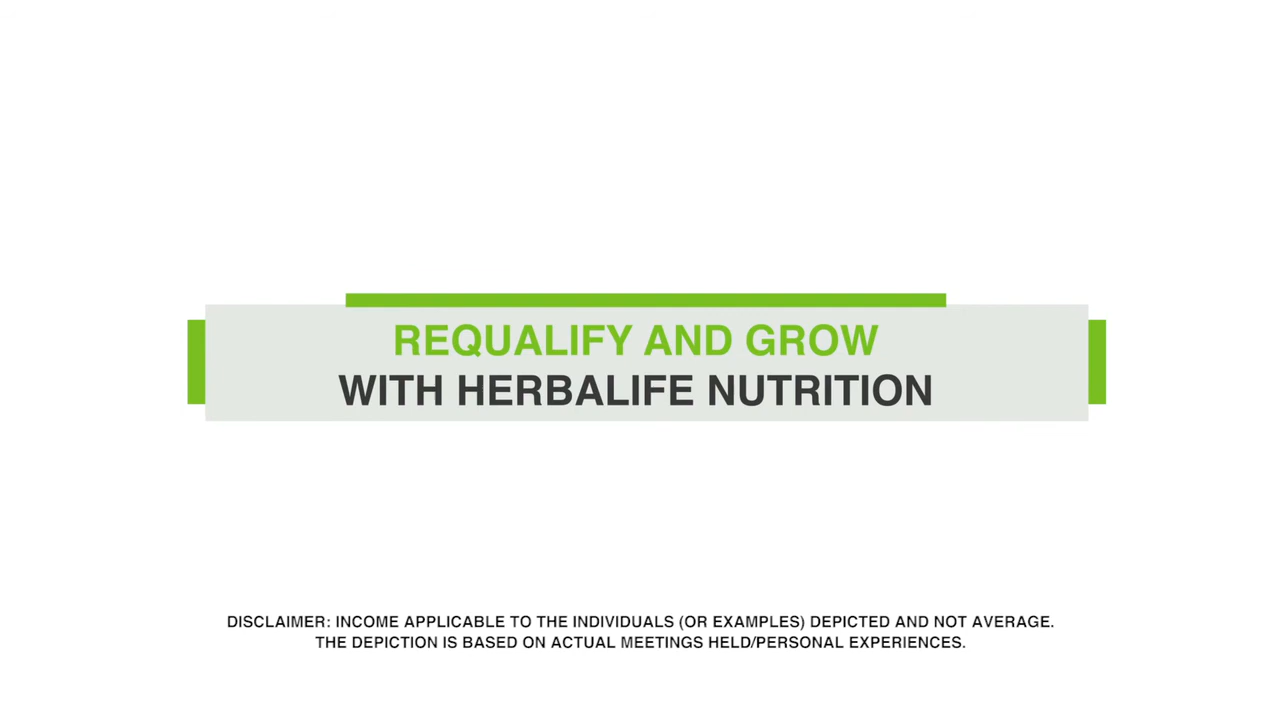 REQUALIFY AND GROW
WITH HERBALIFE NUTRITION
DISCLAIMER: INCOME APPLICABLE TO THE INDIVIDUALS (OR EXAMPLES) DEPICTED AND NOT AVERAGE.
THE DEPICTION IS BASED ON ACTUAL MEETINGS HELD/PERSONAL EXPERIENCES.